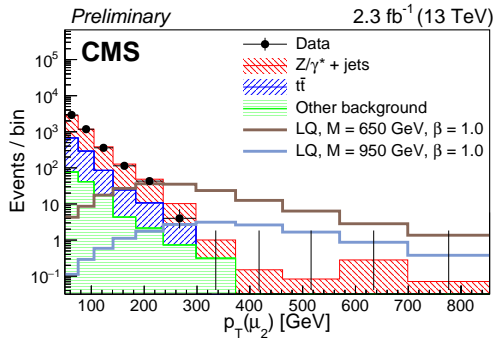 Preliminary 2.3 fb⁻¹ (13 TeV)
CMS
Data
Z/γ* + jets
tt̄
Other background
LQ, M = 650 GeV, β = 1.0
LQ, M = 950 GeV, β = 1.0
Events / bin
10⁵
10⁴
10³
10²
10
1
10⁻¹
100 200 300 400 500 600 700 800
p_T(μ₂) [GeV]